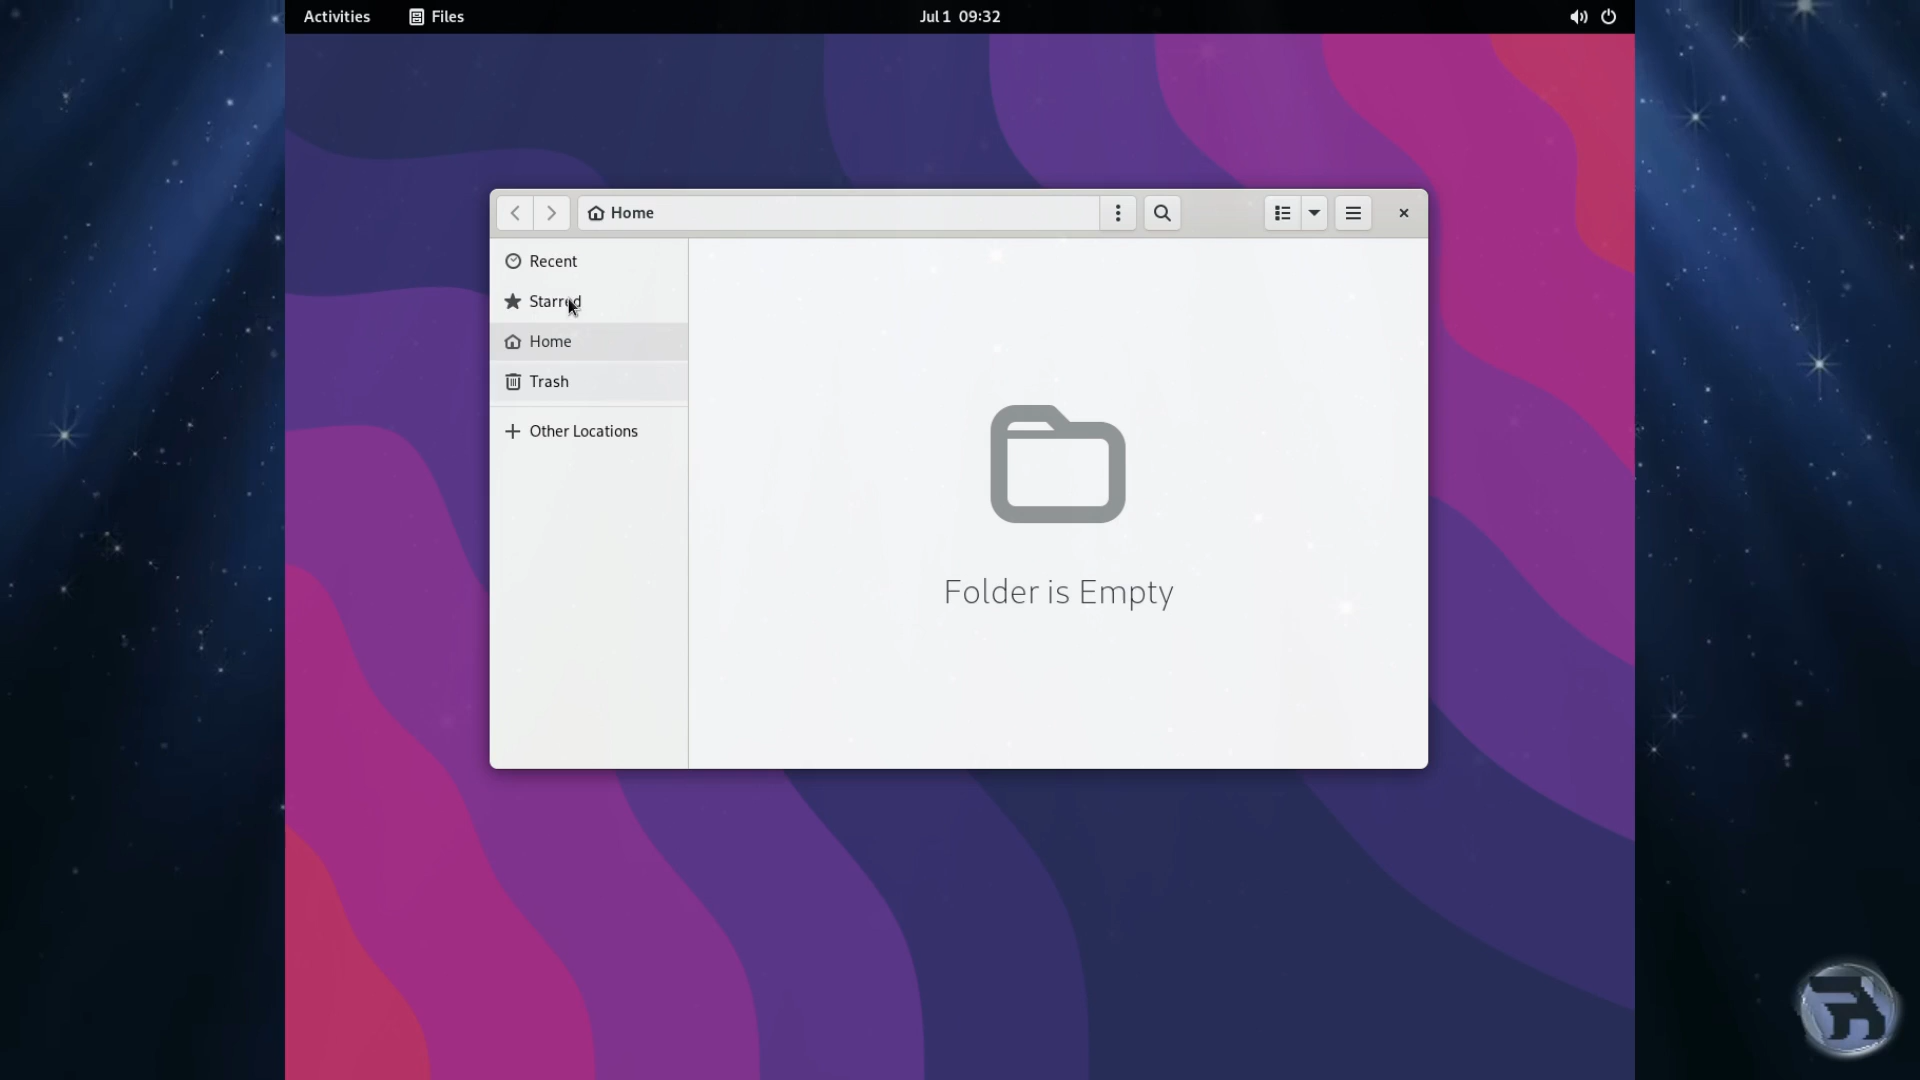 Activities
Files
Jul 1 09:32
Home
Recent
Starred
Home
Trash
Other Locations
Folder is Empty